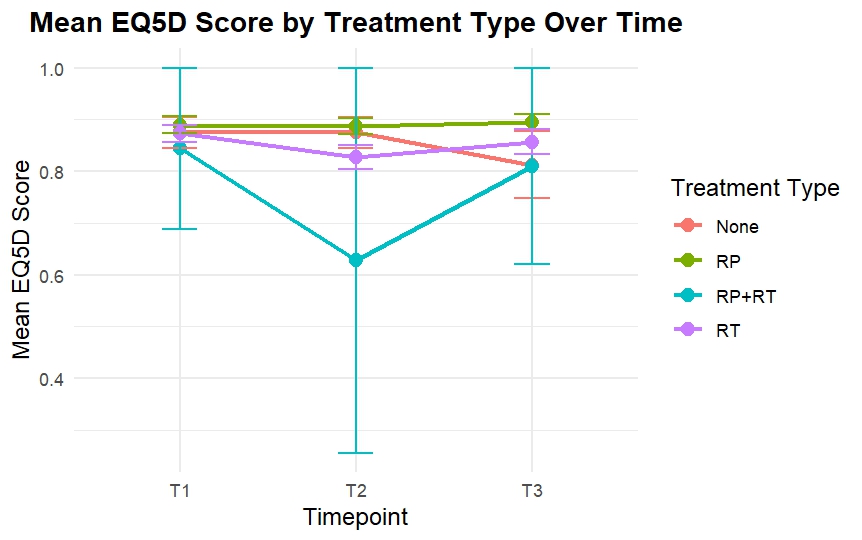 Mean EQ5D Score by Treatment Type Over Time
Mean EQ5D Score
1.0
0.8
0.6
0.4
T1
T2
T3
Timepoint
Treatment Type
None
RP
RP+RT
RT